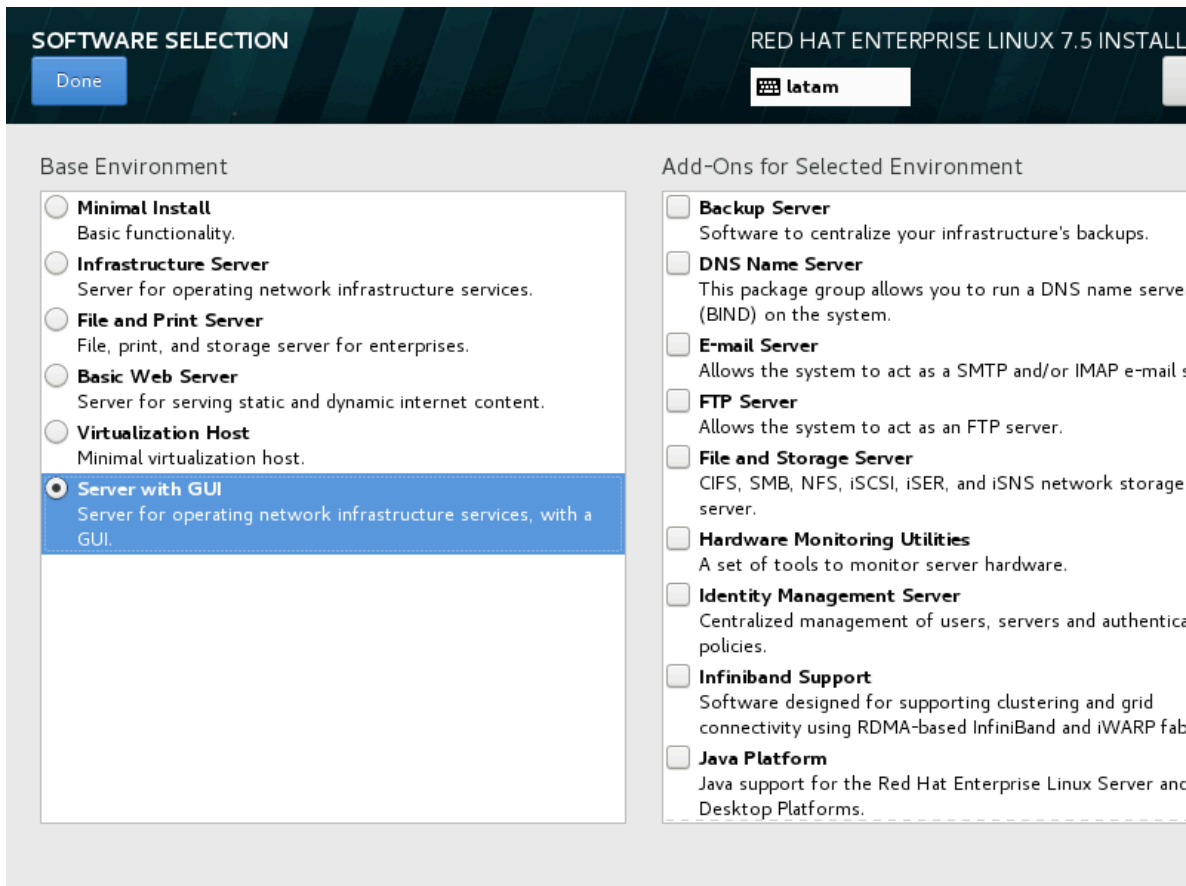 SOFTWARE SELECTION
RED HAT ENTERPRISE LINUX 7.5 INSTALL
Done
latam
Base Environment
Minimal Install
Basic functionality.
Infrastructure Server
Server for operating network infrastructure services.
File and Print Server
File, print, and storage server for enterprises.
Basic Web Server
Server for serving static and dynamic internet content.
Virtualization Host
Minimal virtualization host.
Server with GUI
Server for operating network infrastructure services, with a
GUI.
Add-Ons for Selected Environment
Backup Server
Software to centralize your infrastructure's backups.
DNS Name Server
This package group allows you to run a DNS name serve
(BIND) on the system.
E-mail Server
Allows the system to act as a SMTP and/or IMAP e-mail s
FTP Server
Allows the system to act as an FTP server.
File and Storage Server
CIFS, SMB, NFS, iSCSI, iSER, and iSNS network storage
server.
Hardware Monitoring Utilities
A set of tools to monitor server hardware.
Identity Management Server
Centralized management of users, servers and authentica
policies.
Infiniband Support
Software designed for supporting clustering and grid
connectivity using RDMA-based InfiniBand and iWARP fab
Java Platform
Java support for the Red Hat Enterprise Linux Server and
Desktop Platforms.